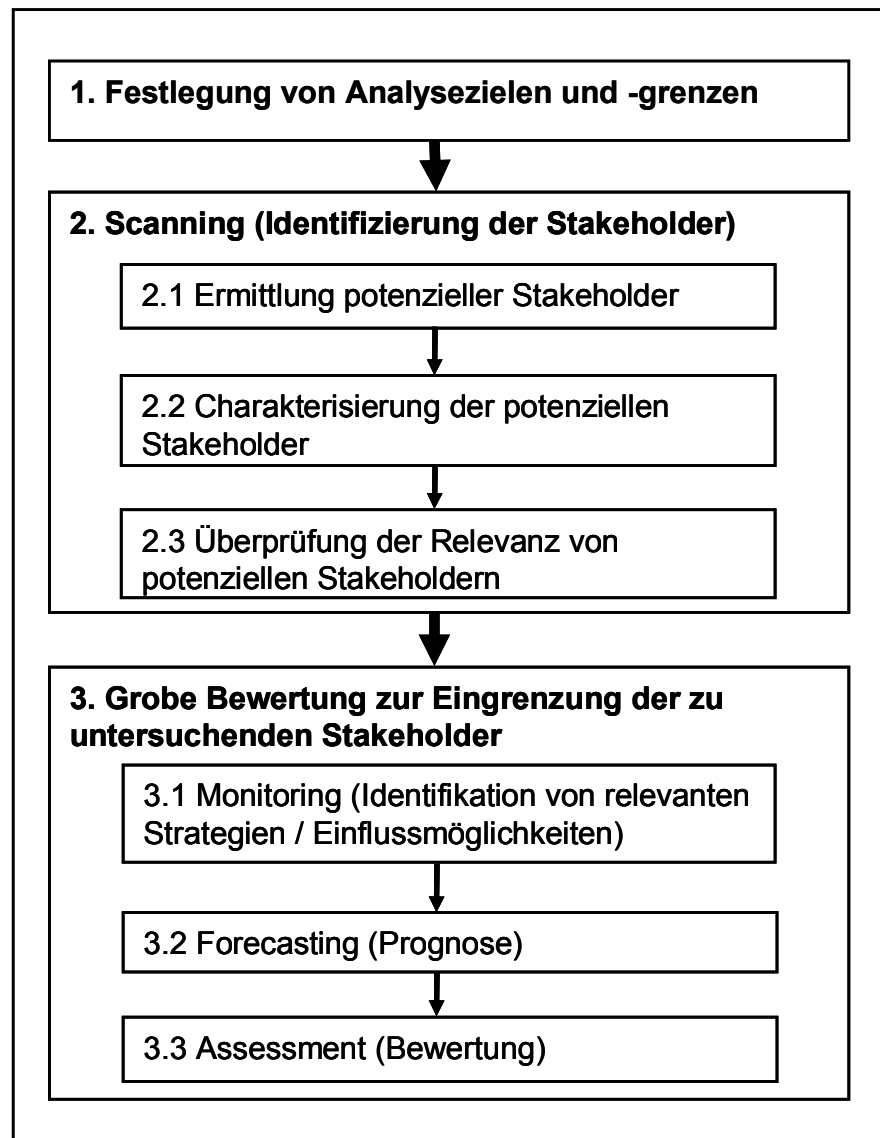 1. Festlegung von Analysezielen und -grenzen
2. Scanning (Identifizierung der Stakeholder)
2.1 Ermittlung potenzieller Stakeholder
2.2 Charakterisierung der potenziellen
Stakeholder
2.3 Überprüfung der Relevanz von
potenziellen Stakeholdern
3. Grobe Bewertung zur Eingrenzung der zu
untersuchenden Stakeholder
3.1 Monitoring (Identifikation von relevanten
Strategien / Einflussmöglichkeiten)
3.2 Forecasting (Prognose)
3.3 Assessment (Bewertung)